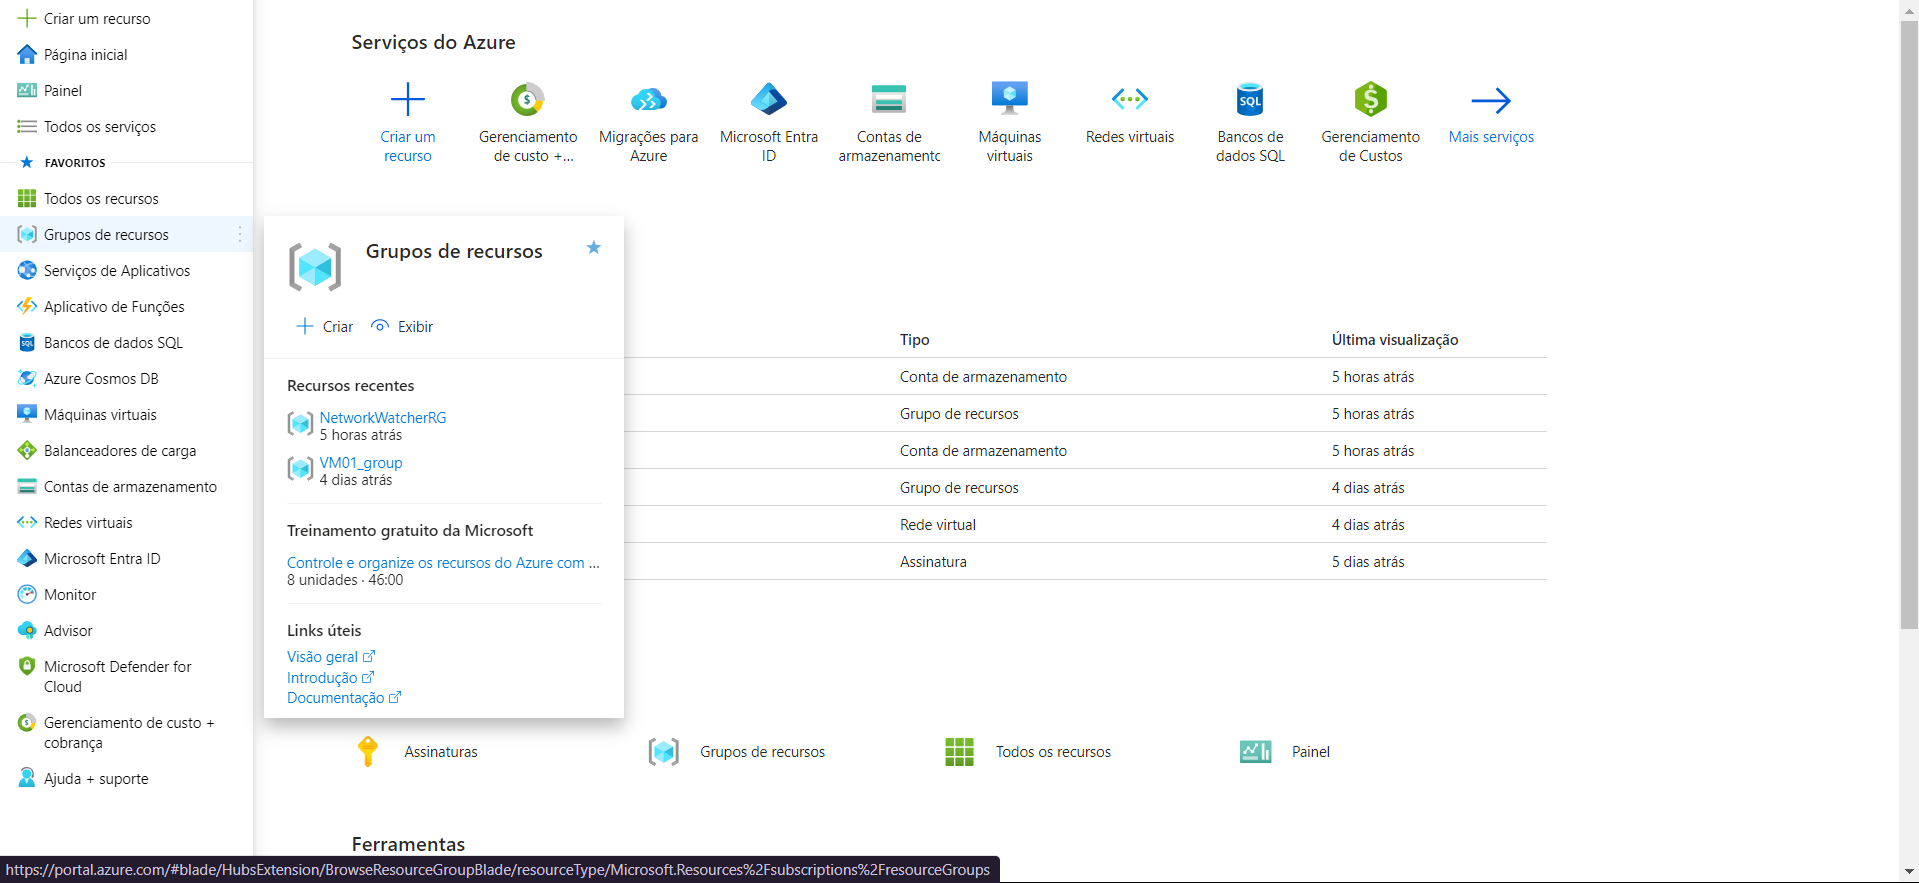 Criar um recurso
Página inicial
Painel
Todos os serviços
FAVORITOS
Todos os recursos
Grupos de recursos
Serviços de Aplicativos
Aplicativo de Funções
Bancos de dados SQL
Azure Cosmos DB
Máquinas virtuais
Balanceadores de carga
Contas de armazenamento
Redes virtuais
Microsoft Entra ID
Monitor
Advisor
Microsoft Defender for
Cloud
Gerenciamento de custo +
cobrança
Ajuda + suporte
Serviços do Azure
Criar um
recurso
Gerenciamento
de custo +...
Migrações para
Azure
Microsoft Entra
ID
Contas de
armazenamento
Máquinas
virtuais
Redes virtuais
SQL
Bancos de
dados SQL
Gerenciamento
de Custos
Mais serviços
Grupos de recursos
Criar
Exibir
Recursos recentes
NetworkWatcherRG
5 horas atrás
VM01_group
4 dias atrás
Treinamento gratuito da Microsoft
Controle e organize os recursos do Azure com ...
8 unidades · 46:00
Links úteis
Visão geral
Introdução
Documentação
Tipo Última visualização
Conta de armazenamento 5 horas atrás
Grupo de recursos 5 horas atrás
Conta de armazenamento 5 horas atrás
Grupo de recursos 4 dias atrás
Rede virtual 4 dias atrás
Assinatura 5 dias atrás
Assinaturas
Grupos de recursos
Todos os recursos
Painel
Ferramentas
https://portal.azure.com/#blade/HubsExtension/BrowseResourceGroupBlade/resourceType/Microsoft.Resources%2Fsubscriptions%2FresourceGroups